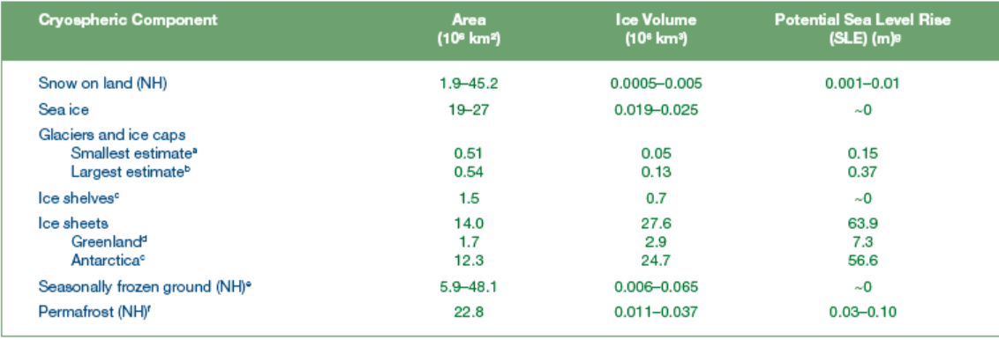 Cryospheric Component Area Ice Volume Potential Sea Level Rise
(10⁶ km²) (10⁶ km³) (SLE) (m)ᵍ
Snow on land (NH) 1.9–45.2 0.0005–0.005 0.001–0.01
Sea ice 19–27 0.019–0.025 ~0
Glaciers and ice caps
Smallest estimateᵃ 0.51 0.05 0.15
Largest estimateᵇ 0.54 0.13 0.37
Ice shelvesᶜ 1.5 0.7 ~0
Ice sheets 14.0 27.6 63.9
Greenlandᵈ 1.7 2.9 7.3
Antarcticaᶜ 12.3 24.7 56.6
Seasonally frozen ground (NH)ᵉ 5.9–48.1 0.006–0.065 ~0
Permafrost (NH)ᶠ 22.8 0.011–0.037 0.03–0.10